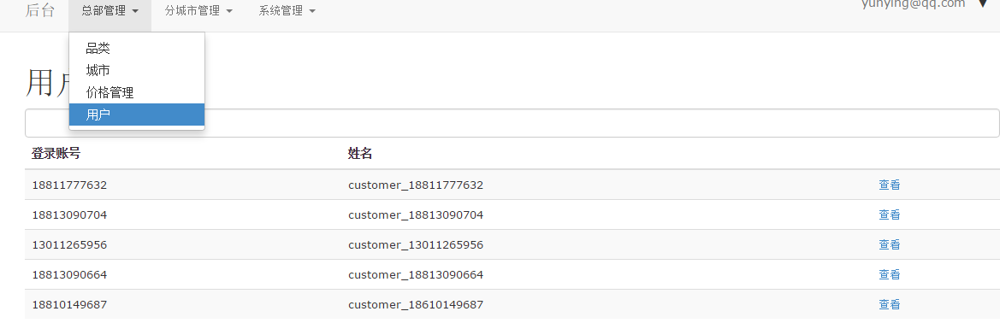 后台 总部管理 分城市管理 系统管理 yunying@qq.com
品类
城市
价格管理
用户
用户
登录账号 姓名
18811777632 customer_18811777632 查看
18813090704 customer_18813090704 查看
13011265956 customer_13011265956 查看
18813090664 customer_18813090664 查看
18810149687 customer_18610149687 查看